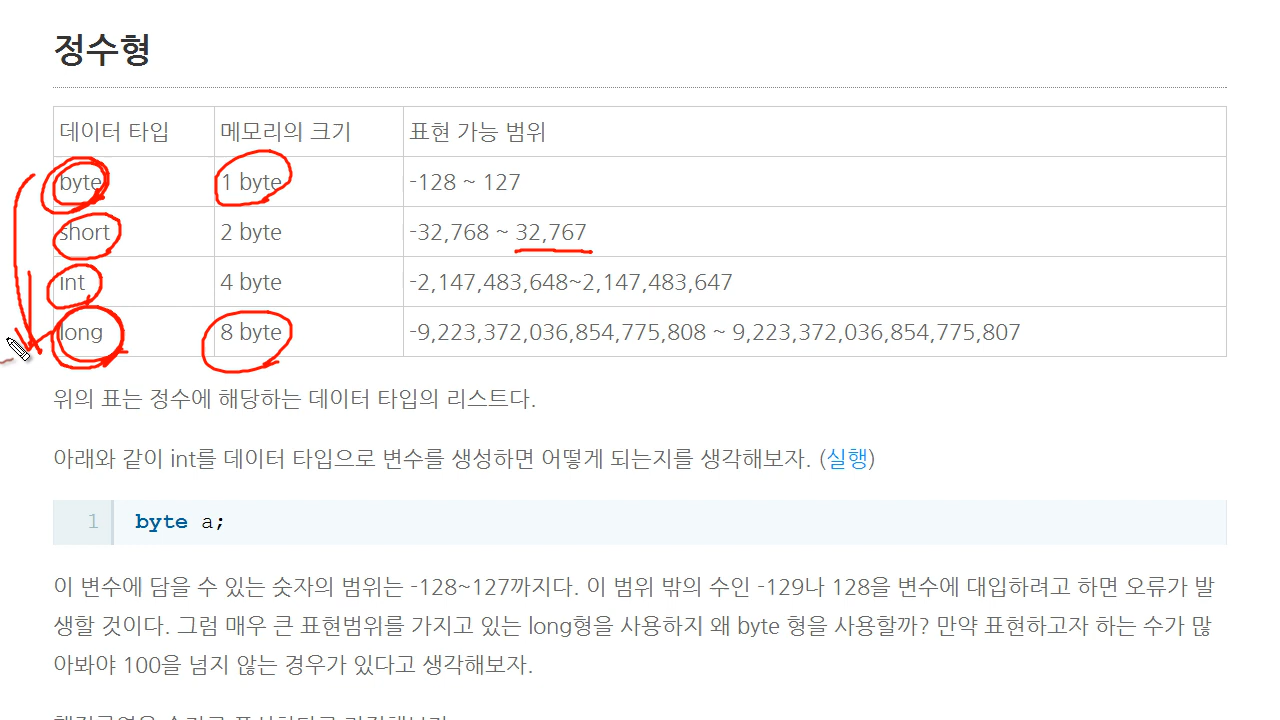 정수형
데이터 타입 메모리의 크기 표현 가능 범위
byte 1 byte -128 ~ 127
short 2 byte -32,768 ~ 32,767
int 4 byte -2,147,483,648~2,147,483,647
long 8 byte -9,223,372,036,854,775,808 ~ 9,223,372,036,854,775,807
위의 표는 정수에 해당하는 데이터 타입의 리스트다.
아래와 같이 int를 데이터 타입으로 변수를 생성하면 어떻게 되는지를 생각해보자. (실행)
1 byte a;
이 변수에 담을 수 있는 숫자의 범위는 -128~127까지다. 이 범위 밖의 수인 -129나 128을 변수에 대입하려고 하면 오류가 발
생할 것이다. 그럼 매우 큰 표현범위를 가지고 있는 long형을 사용하지 왜 byte 형을 사용할까? 만약 표현하고자 하는 수가 많
아봐야 100을 넘지 않는 경우가 있다고 생각해보자.